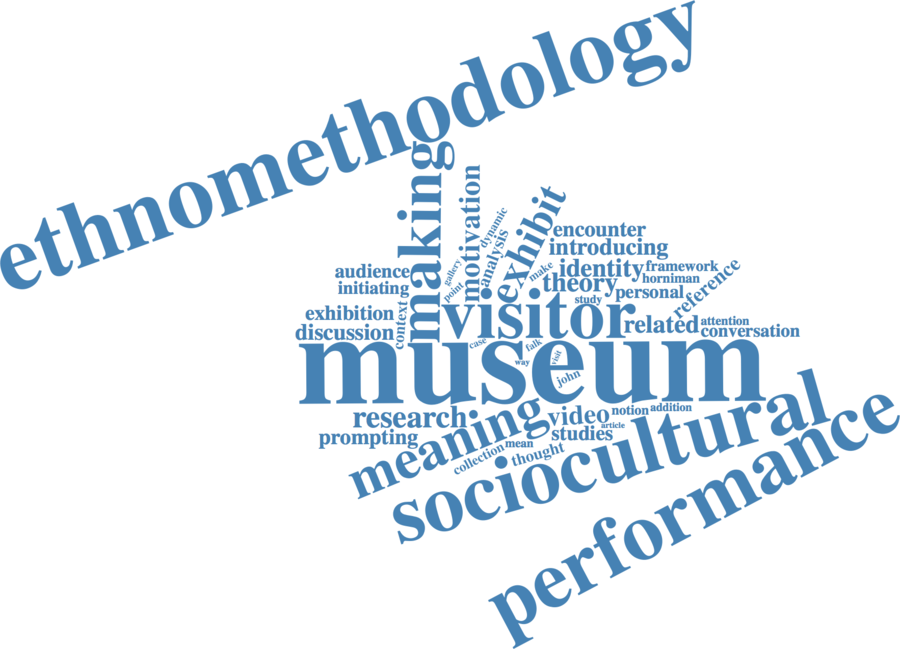 ethnomethodology
making
motivation
dynamic
analysis
gallery
point
exhibit
make
encounter
introducing
identity
framework
theory
horniman
personal
reference
study
audience
initiating
exhibition
discussion
context
visitor
related
attention
conversation
case
falk
way
visit
john
museum
research
prompting
meaning
video
notion
addition
article
studies
collection
mean
thought
sociocultural
performance